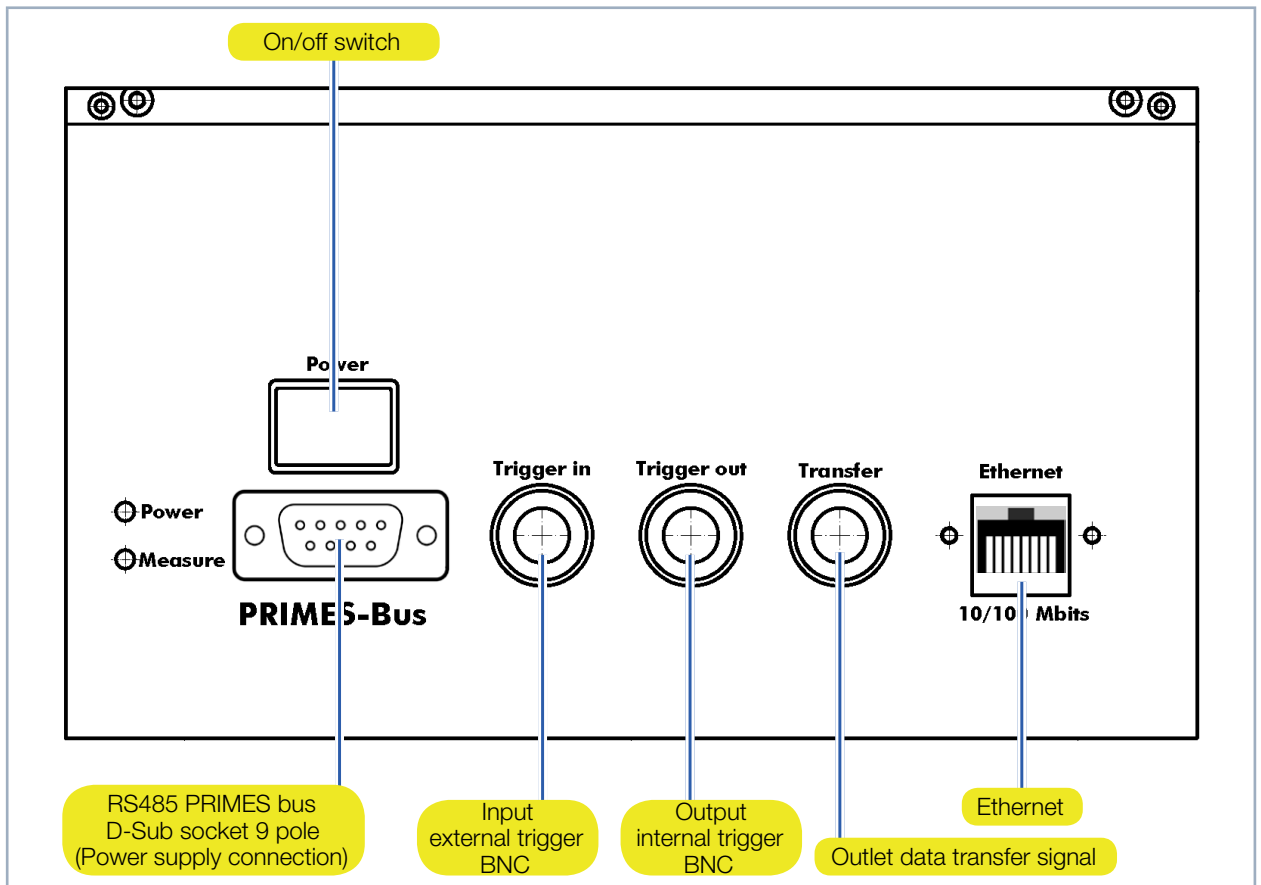 On/off switch
Power
Trigger in
Trigger out
Transfer
Ethernet
Power
Measure
PRIMES-Bus
10/100 Mbits
RS485 PRIMES bus
D-Sub socket 9 pole
(Power supply connection)
Input
external trigger
BNC
Output
internal trigger
BNC
Outlet data transfer signal
Ethernet